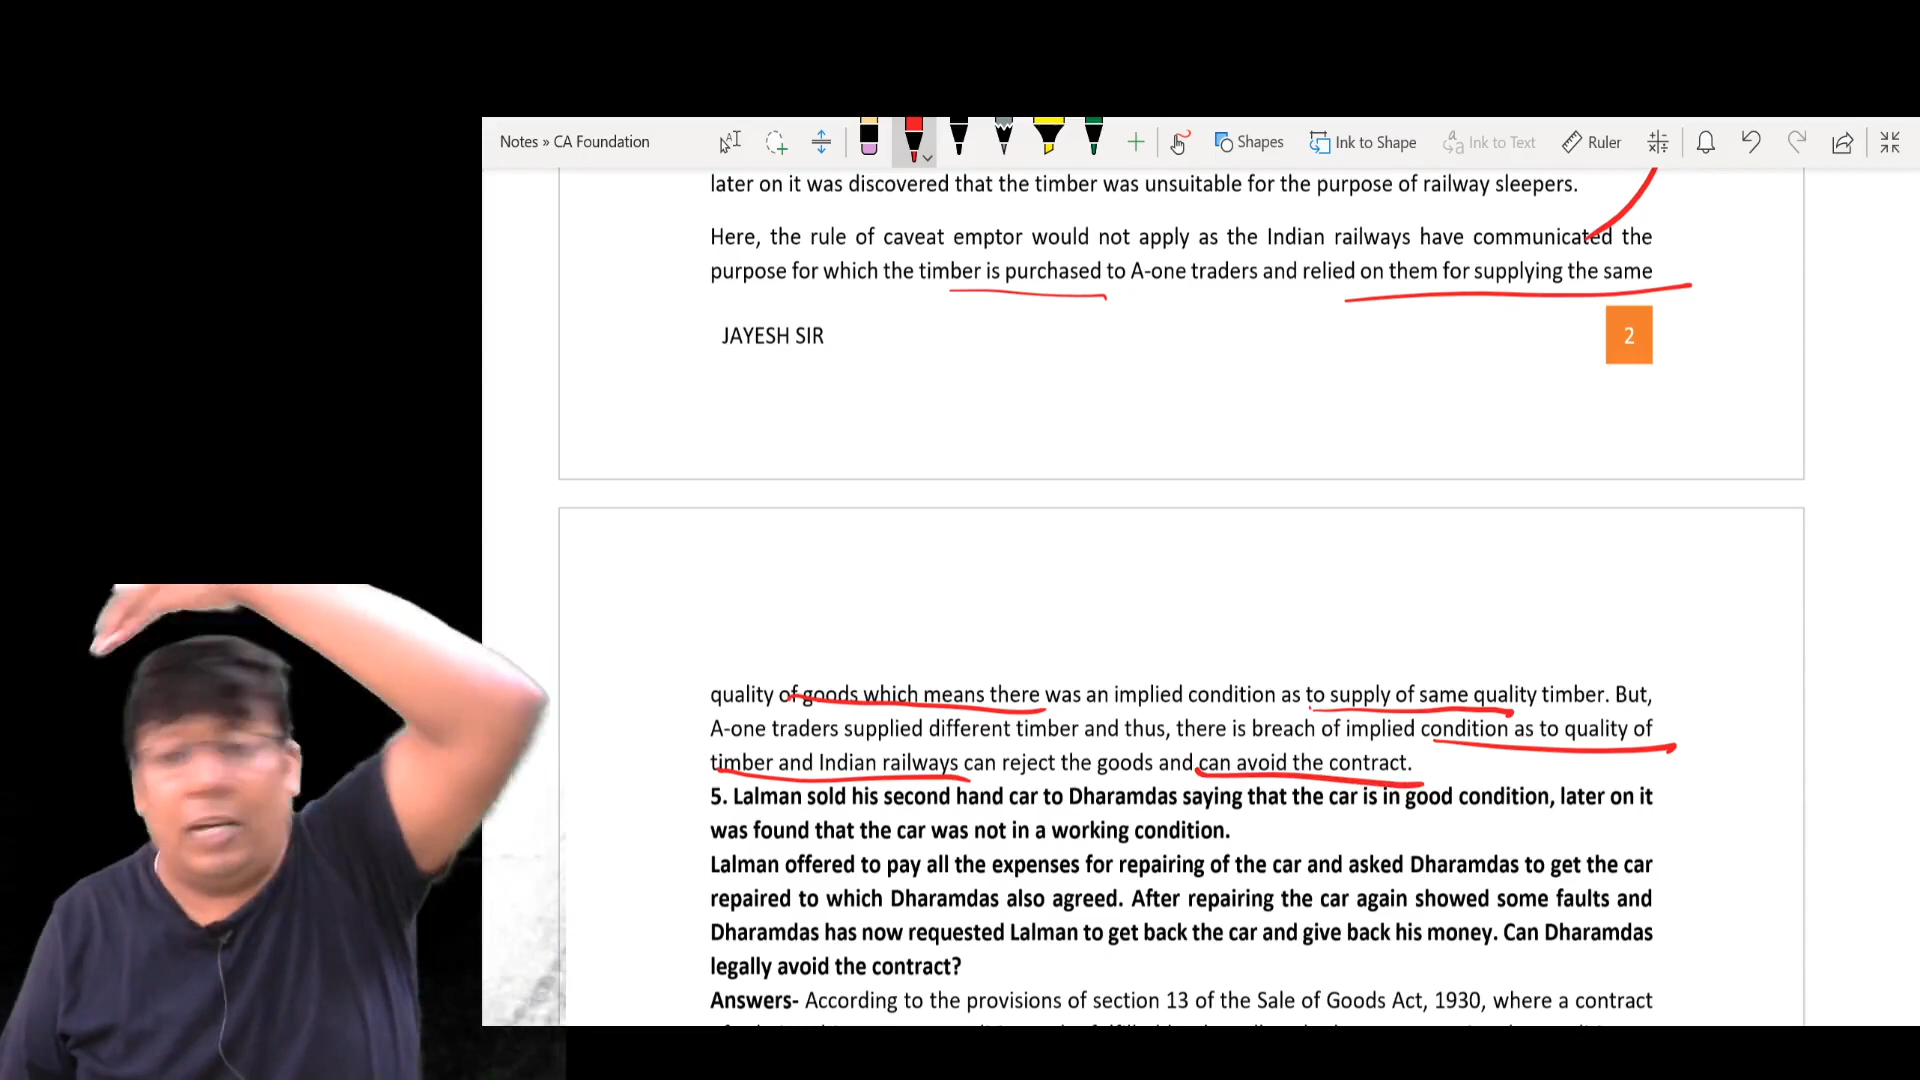 Notes » CA Foundation
Shapes
Ink to Shape
Ink to Text
Ruler
later on it was discovered that the timber was unsuitable for the purpose of railway sleepers.
Here, the rule of caveat emptor would not apply as the Indian railways have communicated the
purpose for which the timber is purchased to A-one traders and relied on them for supplying the same
JAYESH SIR
2
quality of goods which means there was an implied condition as to supply of same quality timber. But,
A-one traders supplied different timber and thus, there is breach of implied condition as to quality of
timber and Indian railways can reject the goods and can avoid the contract.
5. Lalman sold his second hand car to Dharamdas saying that the car is in good condition, later on it
was found that the car was not in a working condition.
Lalman offered to pay all the expenses for repairing of the car and asked Dharamdas to get the car
repaired to which Dharamdas also agreed. After repairing the car again showed some faults and
Dharamdas has now requested Lalman to get back the car and give back his money. Can Dharamdas
legally avoid the contract?
Answers- According to the provisions of section 13 of the Sale of Goods Act, 1930, where a contract